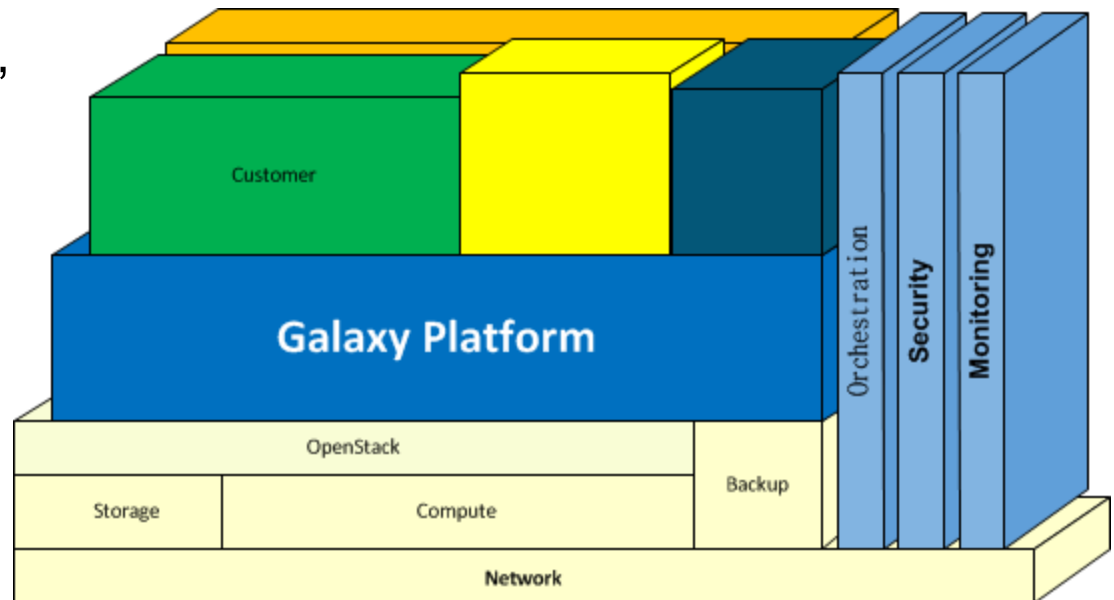 ,
Customer
Orchestration
Security
Monitoring
Galaxy Platform
OpenStack
Backup
Storage
Compute
Network